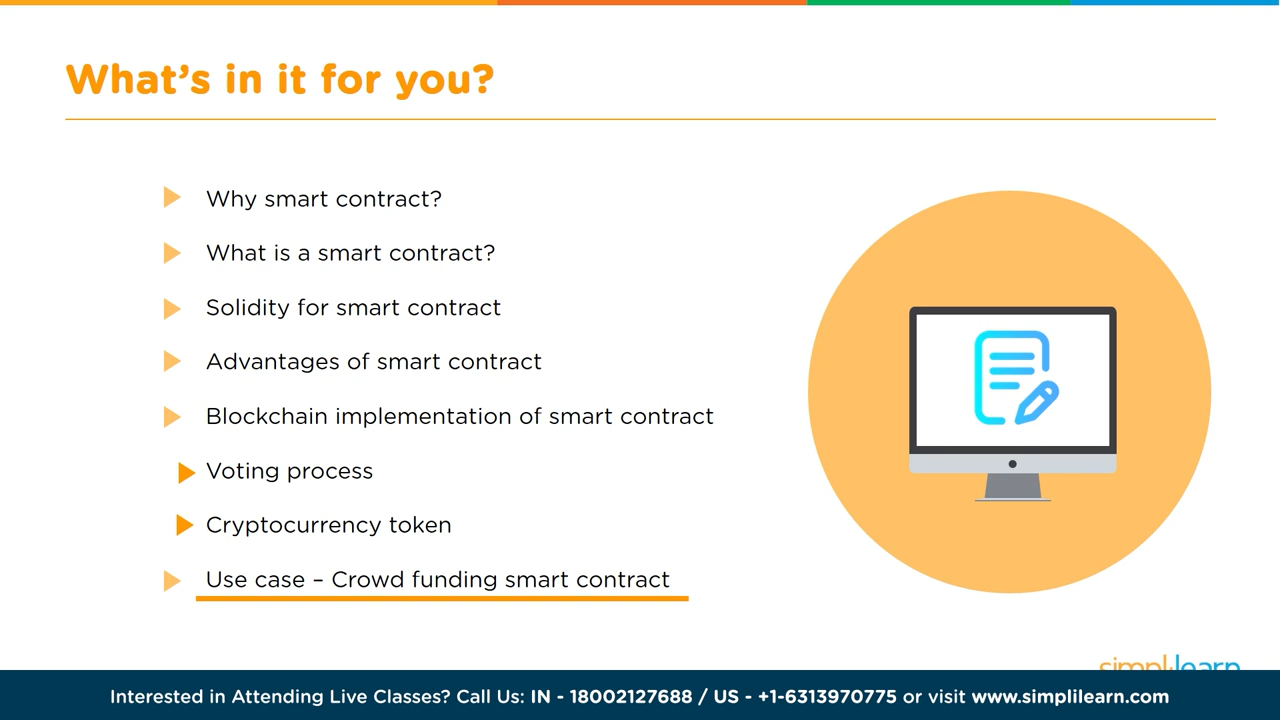 What's in it for you?
Why smart contract?
What is a smart contract?
Solidity for smart contract
Advantages of smart contract
Blockchain implementation of smart contract
Voting process
Cryptocurrency token
Use case – Crowd funding smart contract
simplilearn
Interested in Attending Live Classes? Call Us: IN - 18002127688 / US - +1-6313970775 or visit www.simplilearn.com